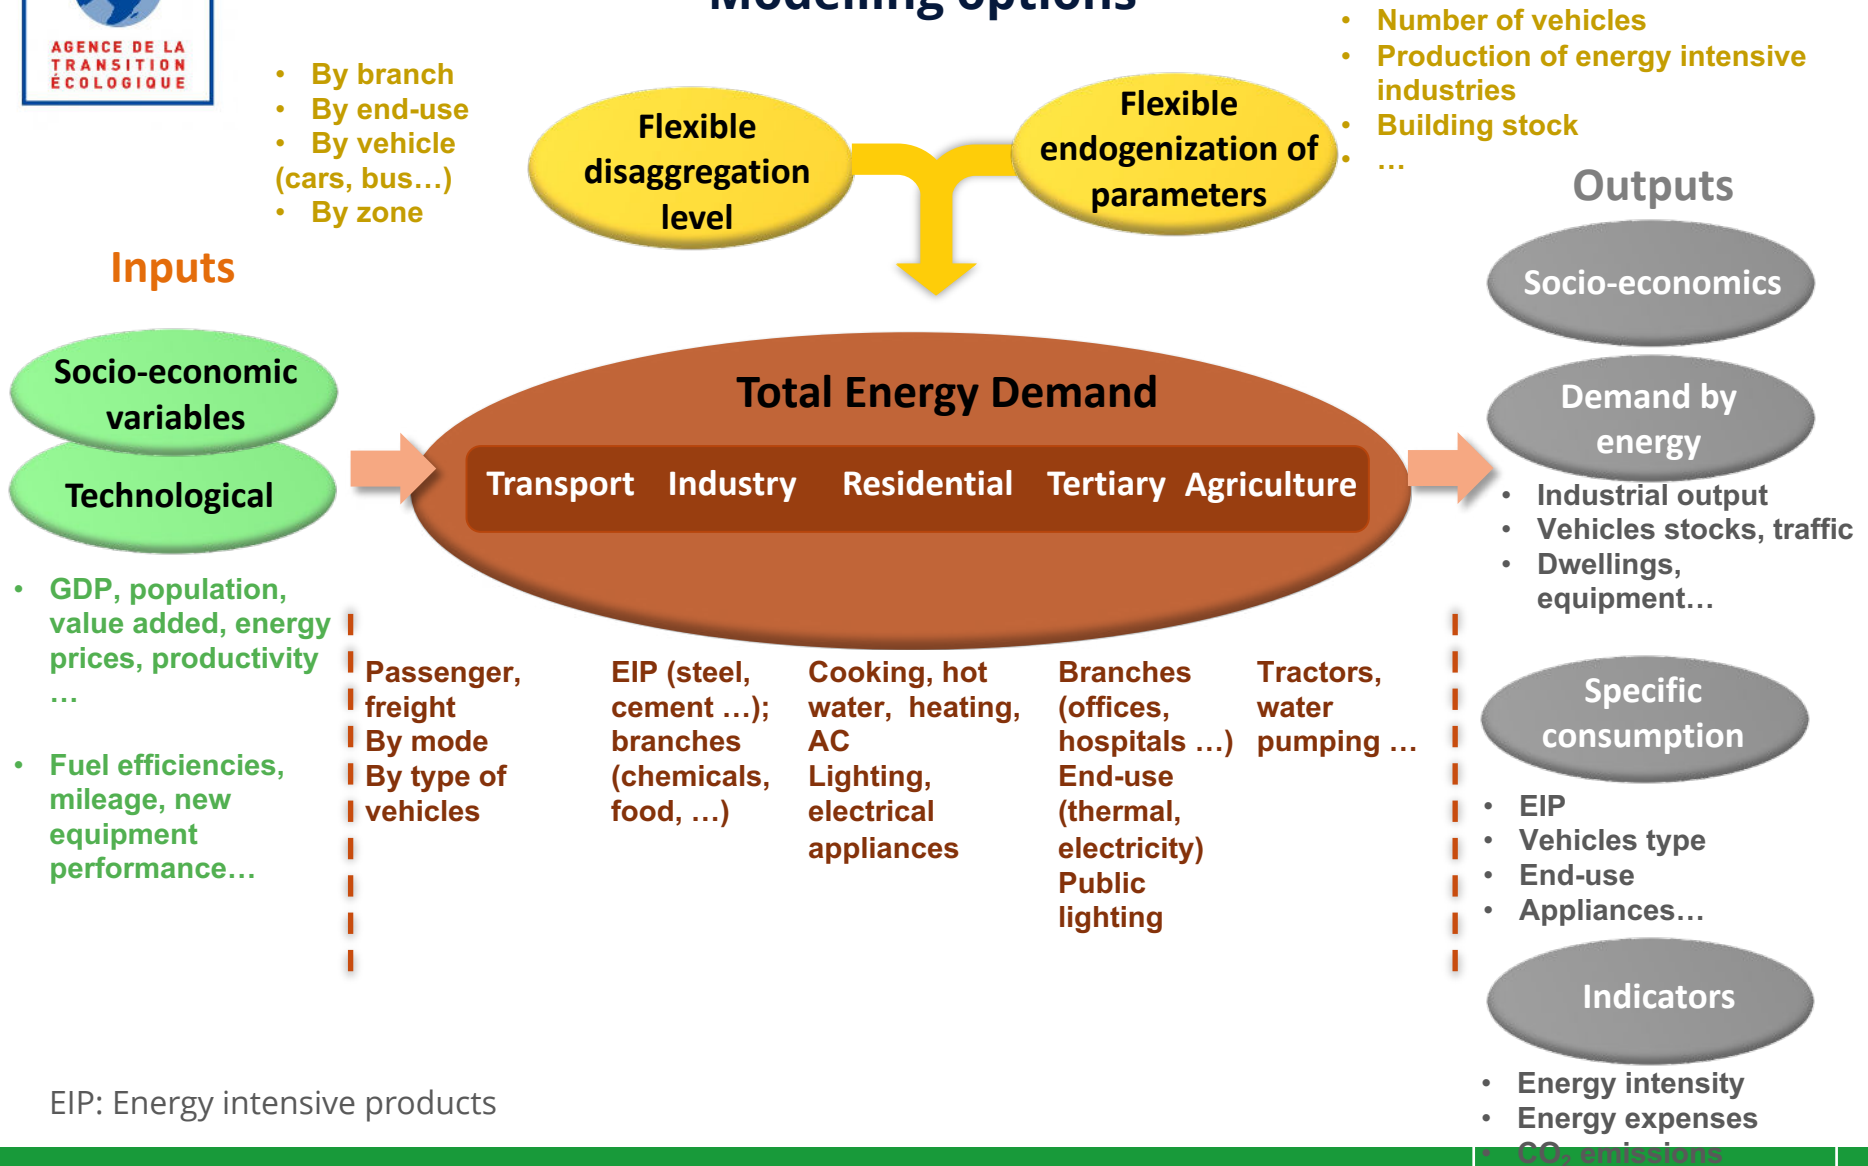 Modelling options
AGENCE DE LA
TRANSITION
ÉCOLOGIQUE
• By branch
• By end-use
• By vehicle
(cars, bus…)
• By zone
Flexible
disaggregation
level
Flexible
endogenization of
parameters
• Number of vehicles
• Production of energy intensive
industries
• Building stock
• …
Inputs
Outputs
Socio-economic
variables
Technological
• GDP, population,
value added, energy
prices, productivity
…
• Fuel efficiencies,
mileage, new
equipment
performance…
Total Energy Demand
Transport Industry Residential Tertiary Agriculture
Passenger,
freight
By mode
By type of
vehicles
EIP (steel,
cement …);
branches
(chemicals,
food, …)
Cooking, hot
water, heating,
AC
Lighting,
electrical
appliances
Branches
(offices,
hospitals …)
End-use
(thermal,
electricity)
Public
lighting
Tractors,
water
pumping …
Socio-economics
Demand by
energy
• Industrial output
• Vehicles stocks, traffic
• Dwellings,
equipment…
Specific
consumption
• EIP
• Vehicles type
• End-use
• Appliances…
Indicators
• Energy intensity
• Energy expenses
• CO₂ emissions
EIP: Energy intensive products